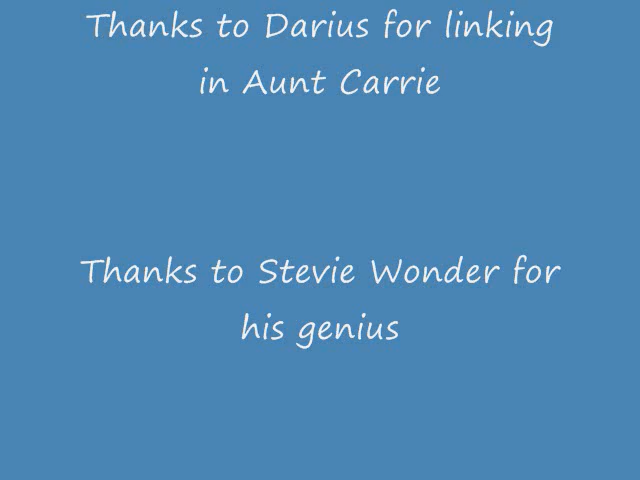 Thanks to Darius for linking
in Aunt Carrie
Thanks to Stevie Wonder for
his genius